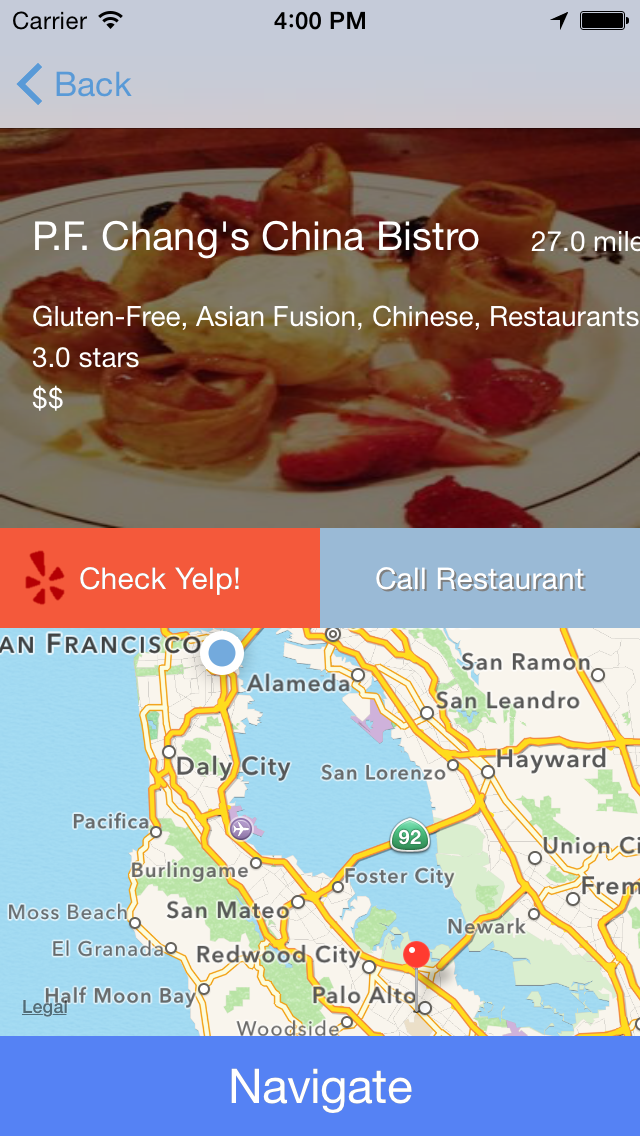 Carrier 4:00 PM
Back
P.F. Chang's China Bistro 27.0 mile
Gluten-Free, Asian Fusion, Chinese, Restaurants
3.0 stars
$$
Check Yelp! Call Restaurant
AN FRANCISCO
San Ramon
Alameda
San Leandro
Daly City
San Lorenzo
Hayward
Pacifica
92
Union Ci
Burlingame
Foster City
Frem
Moss Beach
San Mateo
Newark
El Granada
Redwood City
Half Moon Bay
Palo Alto
Legal
Woodside
Navigate